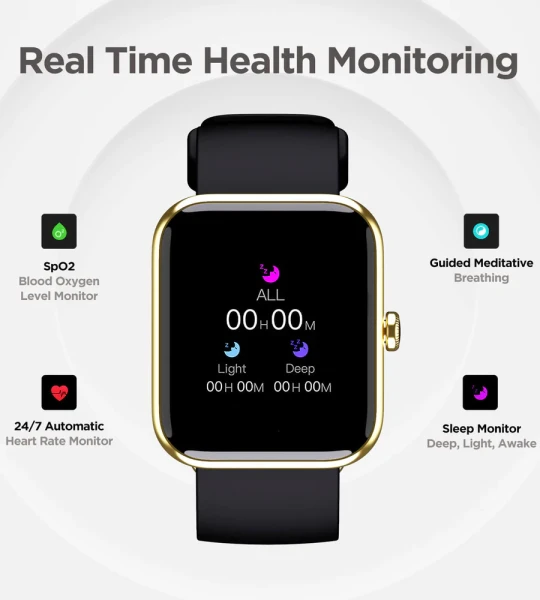 Real Time Health Monitoring
SpO2
Blood Oxygen
Level Monitor
Guided Meditative
Breathing
ALL
00H00M
Light
Deep
00H 00M
00H 00M
24/7 Automatic
Heart Rate Monitor
Sleep Monitor
Deep, Light, Awake